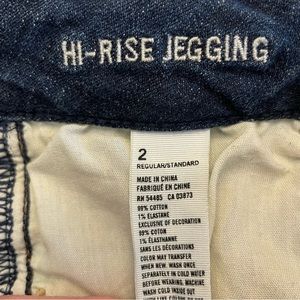 HI-RISE JEGGING
2
REGULAR/STANDARD
MADE IN CHINA
FABRIQUÉ EN CHINE
RN 54485 CA 03873
99% COTTON
1% ELASTANE
EXCLUSIVE OF DECORATION
99% COTON
1% ÉLASTHANNE
SANS LES DÉCORATIONS
COLOR MAY TRANSFER
WHEN NEW. WASH ONCE
SEPARATELY IN COLD WATER
BEFORE WEARING, MACHINE
WASH COLD INSIDE OUT